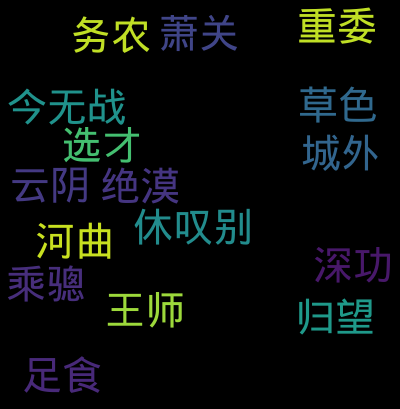 务农 萧关 重委
今无战 草色
选才 城外
云阴 绝漠
休叹别
河曲 深功
乘骢
王师 归望
足食